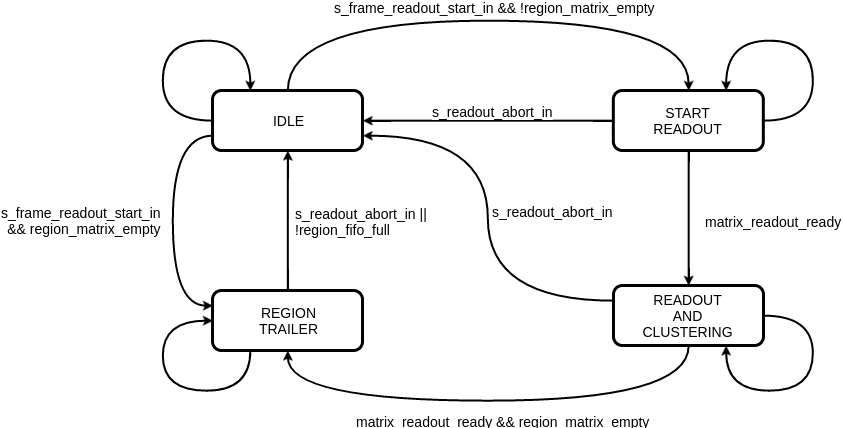 s_frame_readout_start_in && !region_matrix_empty
IDLE
s_readout_abort_in
START
READOUT
s_frame_readout_start_in
&& region_matrix_empty
s_readout_abort_in ||
!region_fifo_full
s_readout_abort_in
matrix_readout_ready
REGION
TRAILER
READOUT
AND
CLUSTERING
matrix_readout_ready && region_matrix_empty